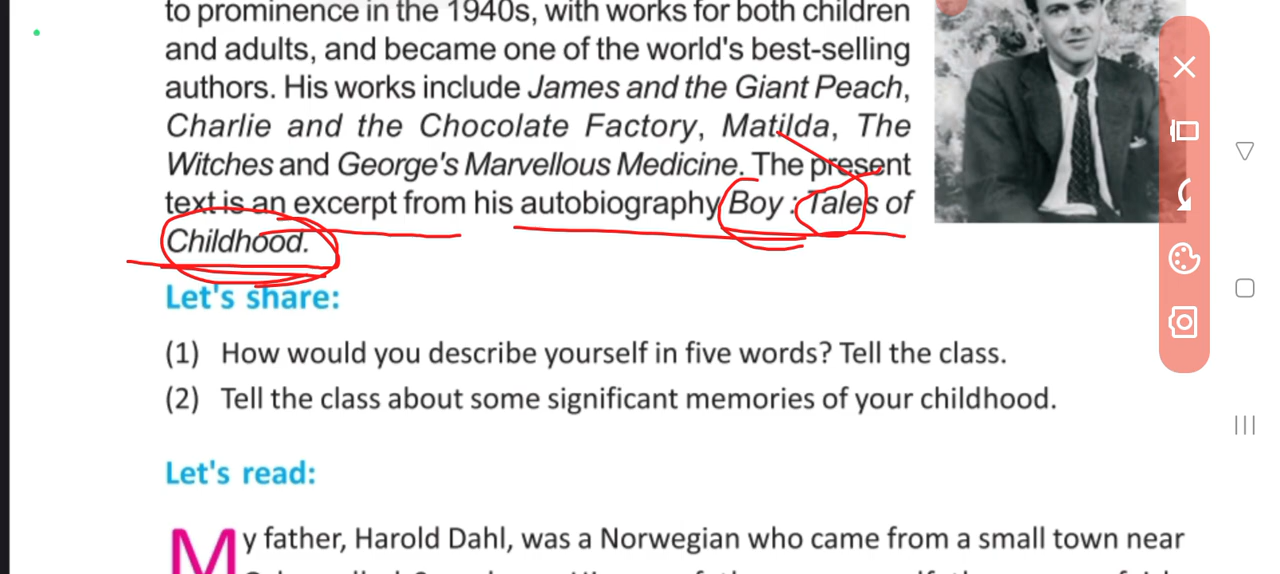 to prominence in the 1940s, with works for both children
and adults, and became one of the world's best-selling
authors. His works include James and the Giant Peach,
Charlie and the Chocolate Factory, Matilda, The
Witches and George's Marvellous Medicine. The present
text is an excerpt from his autobiography Boy : Tales of
Childhood.
Let's share:
(1) How would you describe yourself in five words? Tell the class.
(2) Tell the class about some significant memories of your childhood.
Let's read:
My father, Harold Dahl, was a Norwegian who came from a small town near